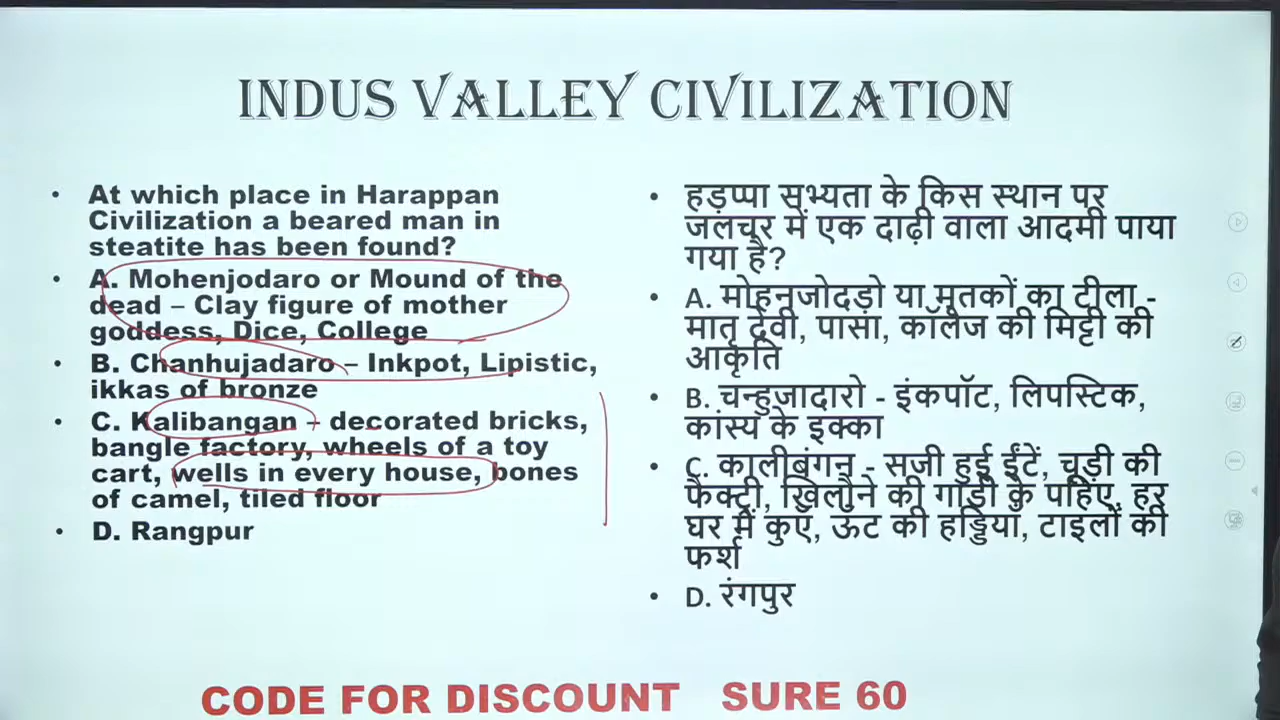 INDUS VALLEY CIVILIZATION
• At which place in Harappan
Civilization a beared man in
steatite has been found?
• A. Mohenjodaro or Mound of the
dead – Clay figure of mother
goddess, Dice, College
• B. Chanhujadaro – Inkpot, Lipistic,
ikkas of bronze
• C. Kalibangan – decorated bricks,
bangle factory, wheels of a toy
cart, wells in every house, bones
of camel, tiled floor
• D. Rangpur
• हड़प्पा सभ्यता के किस स्थान पर
जलचर में एक दाढ़ी वाला आदमी पाया
गया है?
• A. मोहनजोदड़ो या मृतकों का टीला -
मातृ देवी, पासा, कॉलेज की मिट्टी की
आकृति
• B. चन्हुजादारो - इंकपॉट, लिपस्टिक,
कांस्य के इक्का
• C. कालीबंगन - सजी हुई ईंटें, चूड़ी की
फैक्ट्री, खिलौने की गाड़ी के पहिए, हर
घर में कुएं, ऊंट की हड्डियां, टाइलों की
फर्श
• D. रंगपुर
CODE FOR DISCOUNT SURE 60